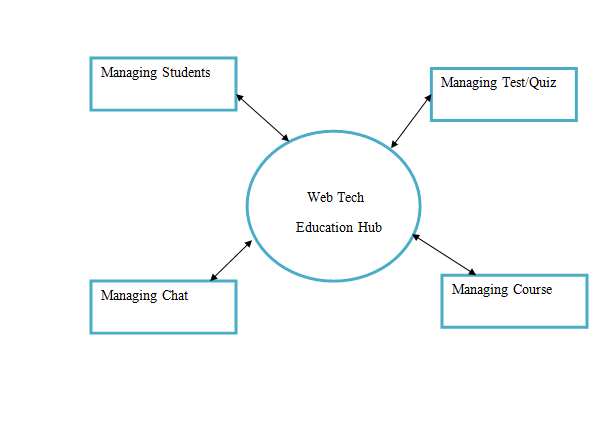 Managing Students
Managing Test/Quiz
Web Tech
Education Hub
Managing Chat
Managing Course